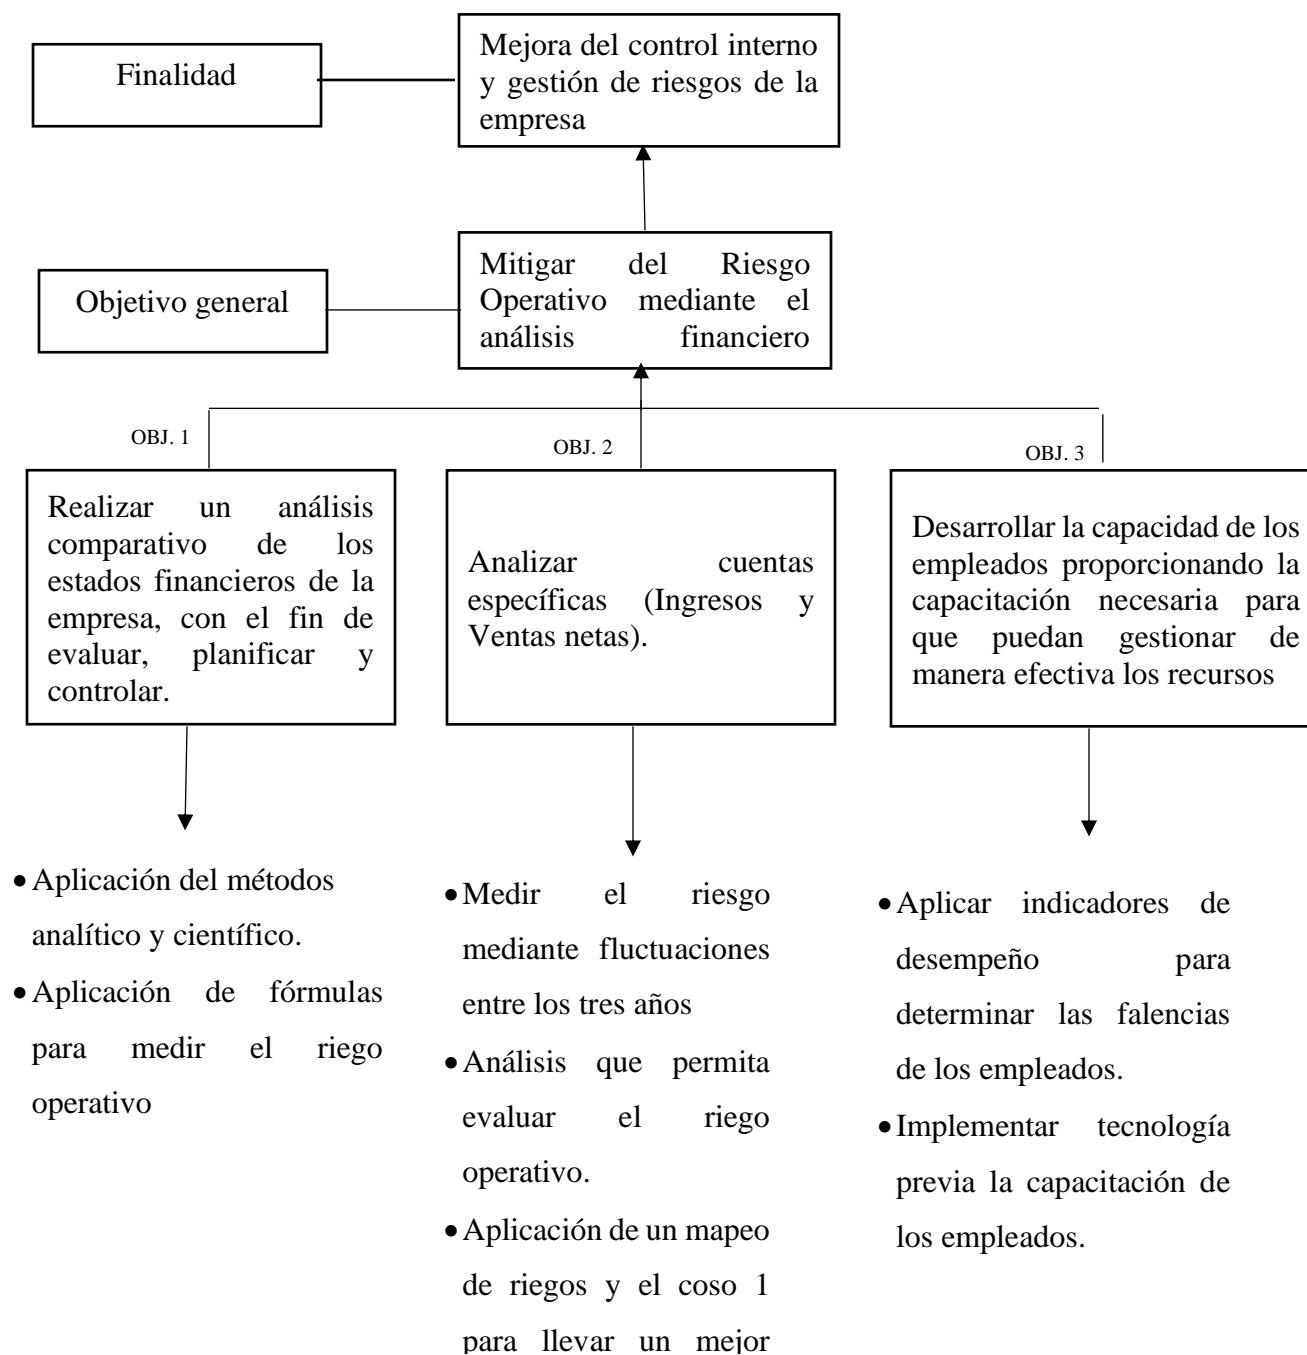 Finalidad
Mejora del control interno
y gestión de riesgos de la
empresa
Objetivo general
Mitigar del Riesgo
Operativo mediante el
análisis financiero
OBJ. 1
OBJ. 2
OBJ. 3
Realizar un análisis
comparativo de los
estados financieros de la
empresa, con el fin de
evaluar, planificar y
controlar.
Analizar cuentas
específicas (Ingresos y
Ventas netas).
Desarrollar la capacidad de los
empleados proporcionando la
capacitación necesaria para
que puedan gestionar de
manera efectiva los recursos
• Aplicación del métodos
analítico y científico.
• Aplicación de fórmulas
para medir el riego
operativo
• Medir el riesgo
mediante fluctuaciones
entre los tres años
• Análisis que permita
evaluar el riego
operativo.
• Aplicación de un mapeo
de riegos y el coso 1
para llevar un mejor
• Aplicar indicadores de
desempeño para
determinar las falencias
de los empleados.
• Implementar tecnología
previa la capacitación de
los empleados.